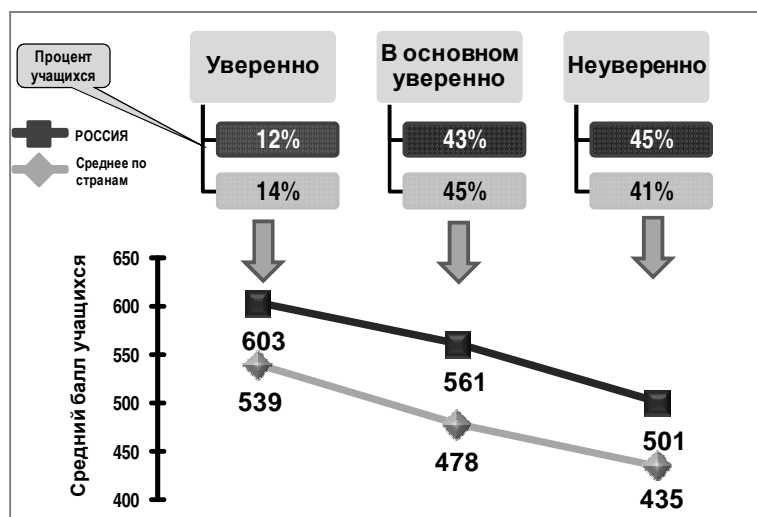 Процент
учащихся
Уверенно
В основном
уверенно
Неуверенно
РОССИЯ
12%
43%
45%
Среднее по
странам
14%
45%
41%
Средний балл учащихся
650
600
550
500
450
400
603
561
501
539
478
435